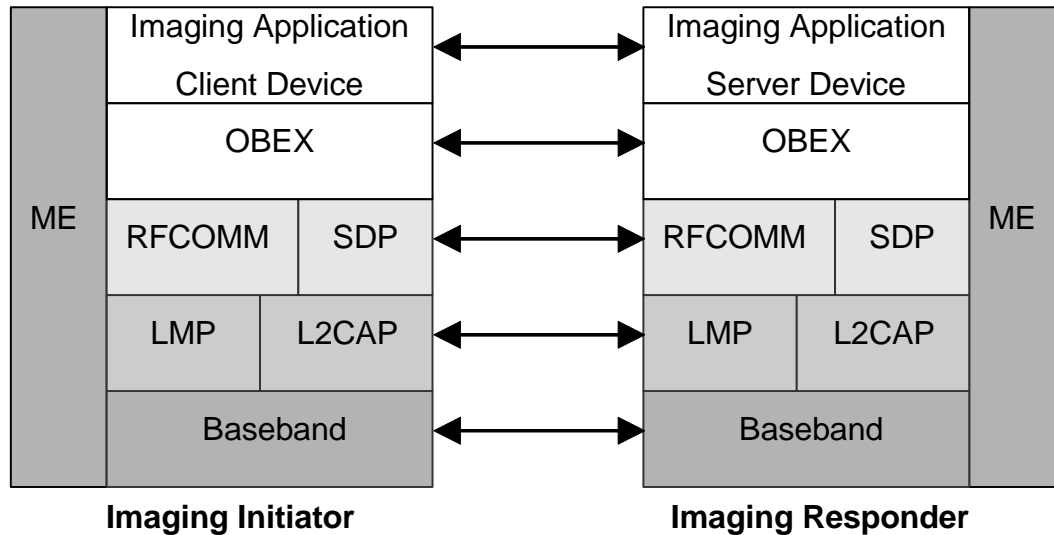 Imaging Application
Client Device
OBEX
ME
RFCOMM
SDP
LMP
L2CAP
Baseband
Imaging Initiator
Imaging Application
Server Device
OBEX
ME
RFCOMM
SDP
LMP
L2CAP
Baseband
Imaging Responder